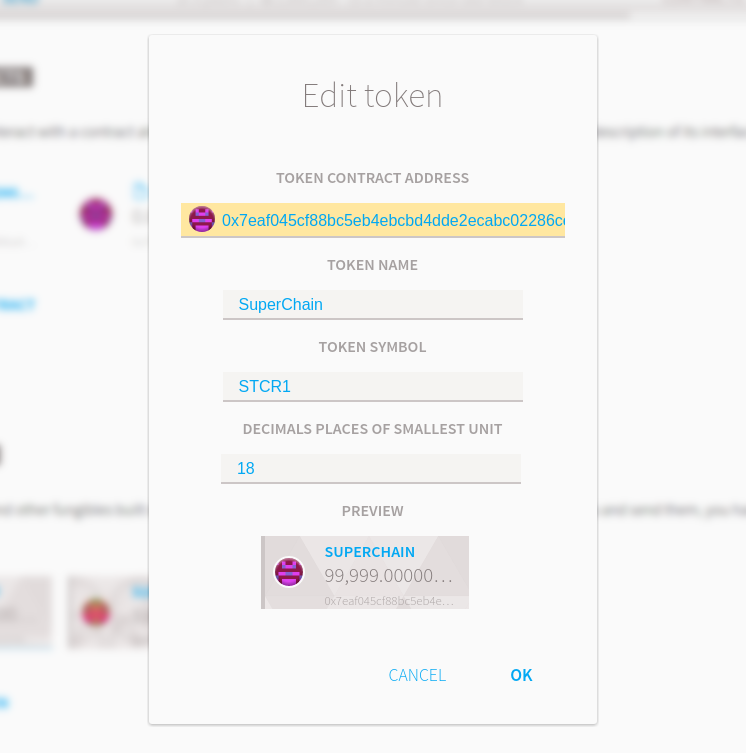 Edit token
TOKEN CONTRACT ADDRESS
0x7eaf045cf88bc5eb4ebcbd4dde2ecabc02286c
TOKEN NAME
SuperChain
TOKEN SYMBOL
STCR1
DECIMALS PLACES OF SMALLEST UNIT
18
PREVIEW
SUPERCHAIN
99,999.00000…
0x7eaf045cf88bc5eb4e…
CANCEL OK